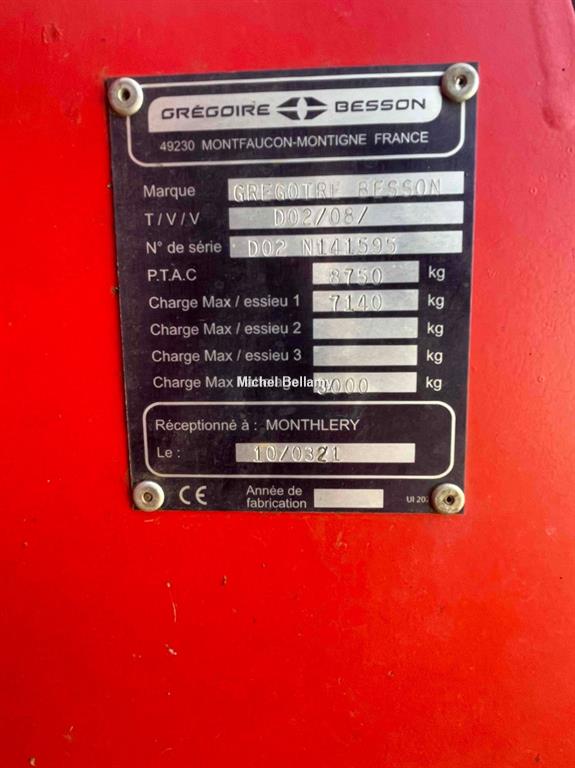 GRÉGOIRE BESSON
49230 MONTFAUCON-MONTIGNE FRANCE
Marque GREGOIRE BESSON
T/V/V D02/08/
N° de série D02 N141595
P.T.A.C 8750 kg
Charge Max / essieu 1 7140 kg
Charge Max / essieu 2 kg
Charge Max / essieu 3 kg
Charge Max / 3000 kg
Michel Bellamy
Réceptionné à : MONTHLERY
Le : 10/03/21
CE Année de fabrication
UI